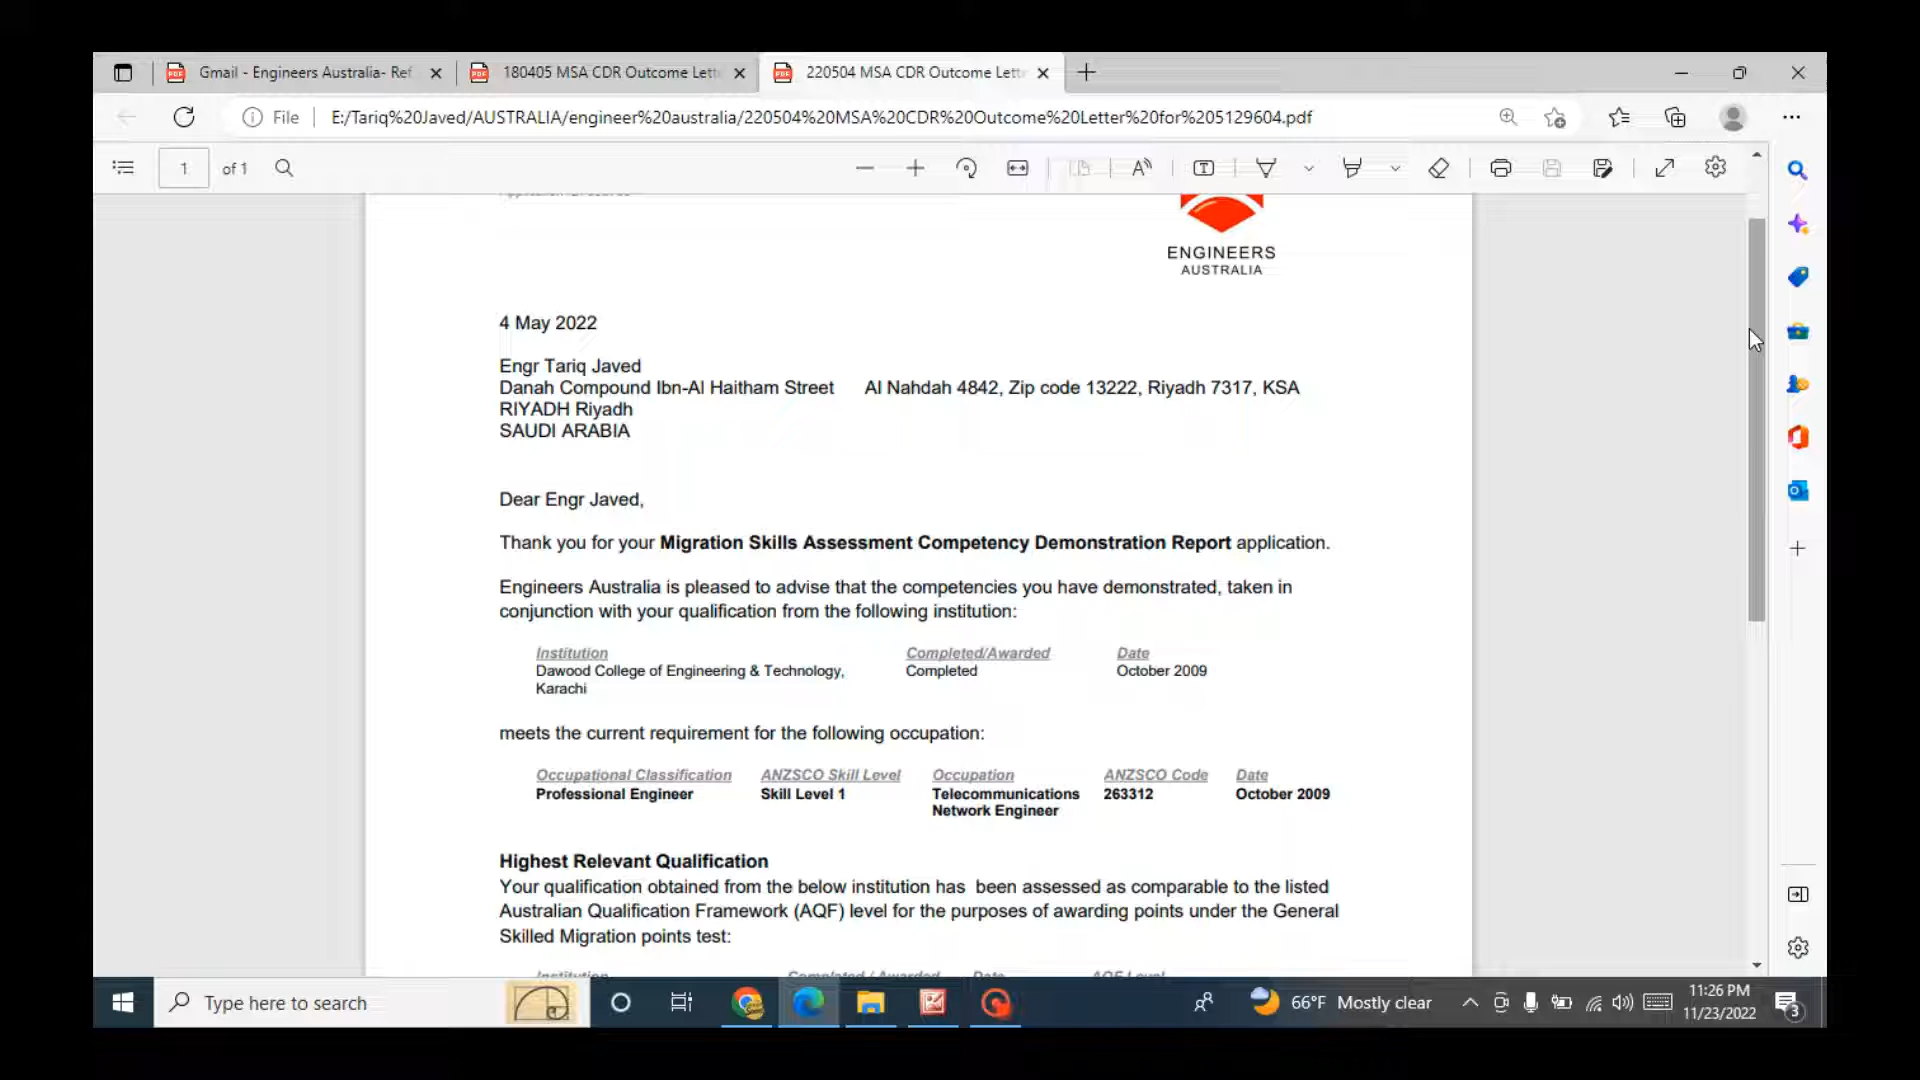 Gmail - Engineers Australia- Ref
180405 MSA CDR Outcome Lett
220504 MSA CDR Outcome Lett
File
E:/Tariq%20Javed/AUSTRALIA/engineer%20australia/220504%20MSA%20CDR%20Outcome%20Letter%20for%205129604.pdf
1 of 1
ENGINEERS
AUSTRALIA
4 May 2022
Engr Tariq Javed
Danah Compound Ibn-Al Haitham Street Al Nahdah 4842, Zip code 13222, Riyadh 7317, KSA
RIYADH Riyadh
SAUDI ARABIA
Dear Engr Javed,
Thank you for your Migration Skills Assessment Competency Demonstration Report application.
Engineers Australia is pleased to advise that the competencies you have demonstrated, taken in
conjunction with your qualification from the following institution:
Institution Completed/Awarded Date
Dawood College of Engineering & Technology, Completed October 2009
Karachi
meets the current requirement for the following occupation:
Occupational Classification ANZSCO Skill Level Occupation ANZSCO Code Date
Professional Engineer Skill Level 1 Telecommunications 263312 October 2009
Network Engineer
Highest Relevant Qualification
Your qualification obtained from the below institution has been assessed as comparable to the listed
Australian Qualification Framework (AQF) level for the purposes of awarding points under the General
Skilled Migration points test:
Institution Completed / Awarded Date AQF Level
Type here to search
66°F Mostly clear
11:26 PM
11/23/2022
3